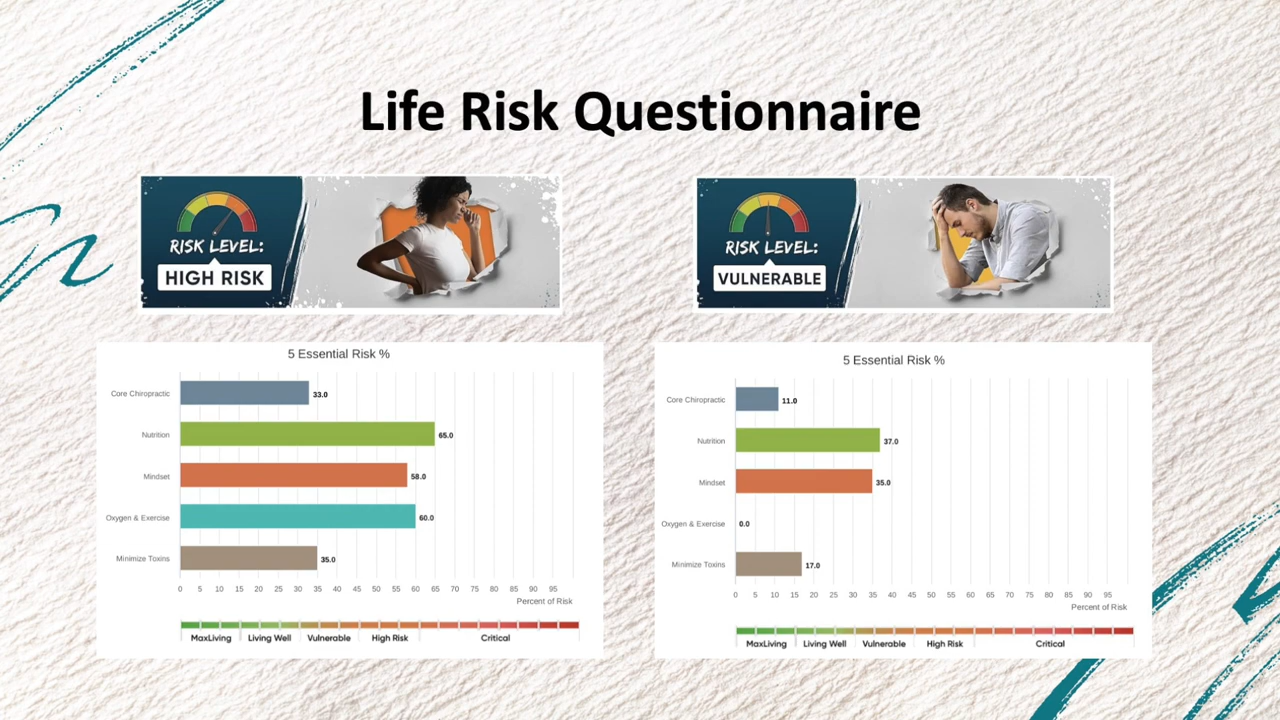 Life Risk Questionnaire
RISK LEVEL:
HIGH RISK
RISK LEVEL:
VULNERABLE
5 Essential Risk %
Core Chiropractic 33.0
Nutrition 65.0
Mindset 58.0
Oxygen & Exercise 60.0
Minimize Toxins 35.0
0 5 10 15 20 25 30 35 40 45 50 55 60 65 70 75 80 85 90 95
Percent of Risk
MaxLiving Living Well Vulnerable High Risk Critical
5 Essential Risk %
Core Chiropractic 11.0
Nutrition 37.0
Mindset 35.0
Oxygen & Exercise 0.0
Minimize Toxins 17.0
0 5 10 15 20 25 30 35 40 45 50 55 60 65 70 75 80 85 90 95
Percent of Risk
MaxLiving Living Well Vulnerable High Risk Critical